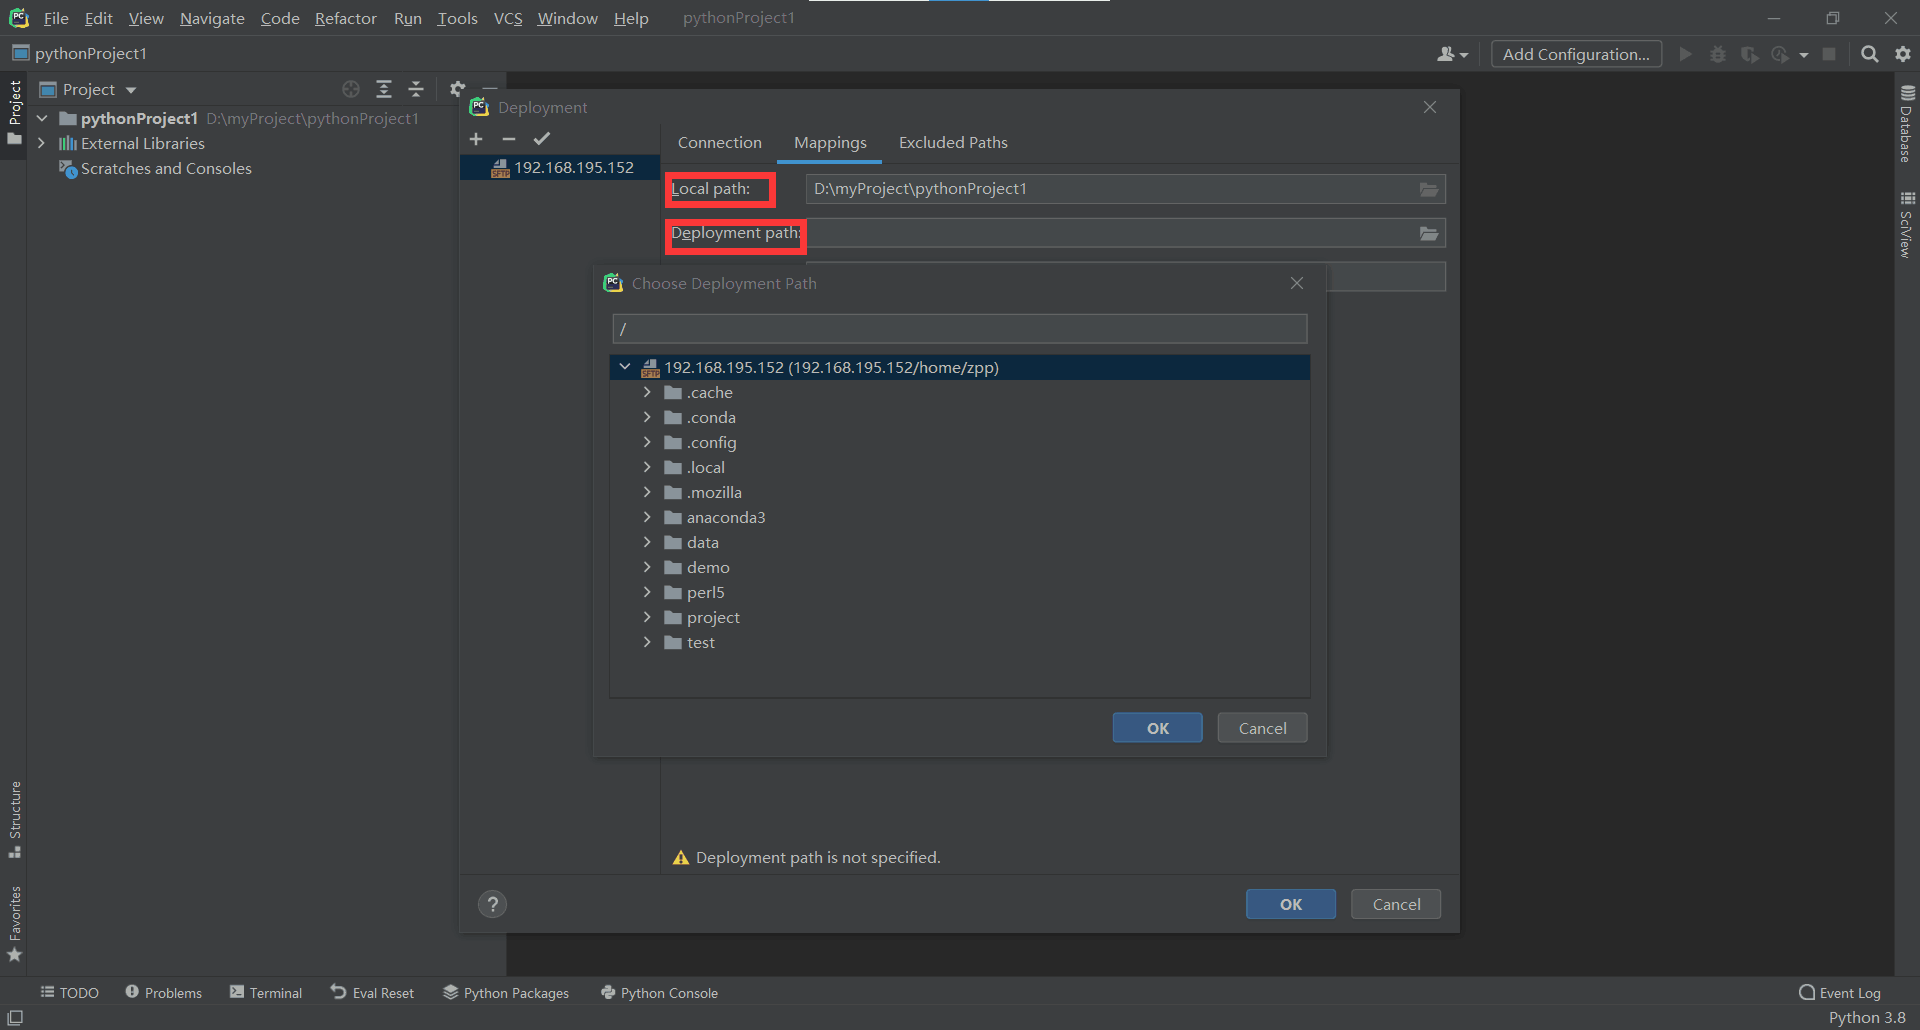 File Edit View Navigate Code Refactor Run Tools VCS Window Help pythonProject1
pythonProject1
Add Configuration...
Project
Project
pythonProject1 D:\myProject\pythonProject1
External Libraries
Scratches and Consoles
Structure
Favorites
Deployment
192.168.195.152
Connection Mappings Excluded Paths
Local path: D:\myProject\pythonProject1
Deployment path:
Choose Deployment Path
/
192.168.195.152 (192.168.195.152/home/zpp)
.cache
.conda
.config
.local
.mozilla
anaconda3
data
demo
perl5
project
test
OK Cancel
Deployment path is not specified.
?
OK Cancel
Database
SciView
TODO Problems Terminal Eval Reset Python Packages Python Console Event Log
Python 3.8